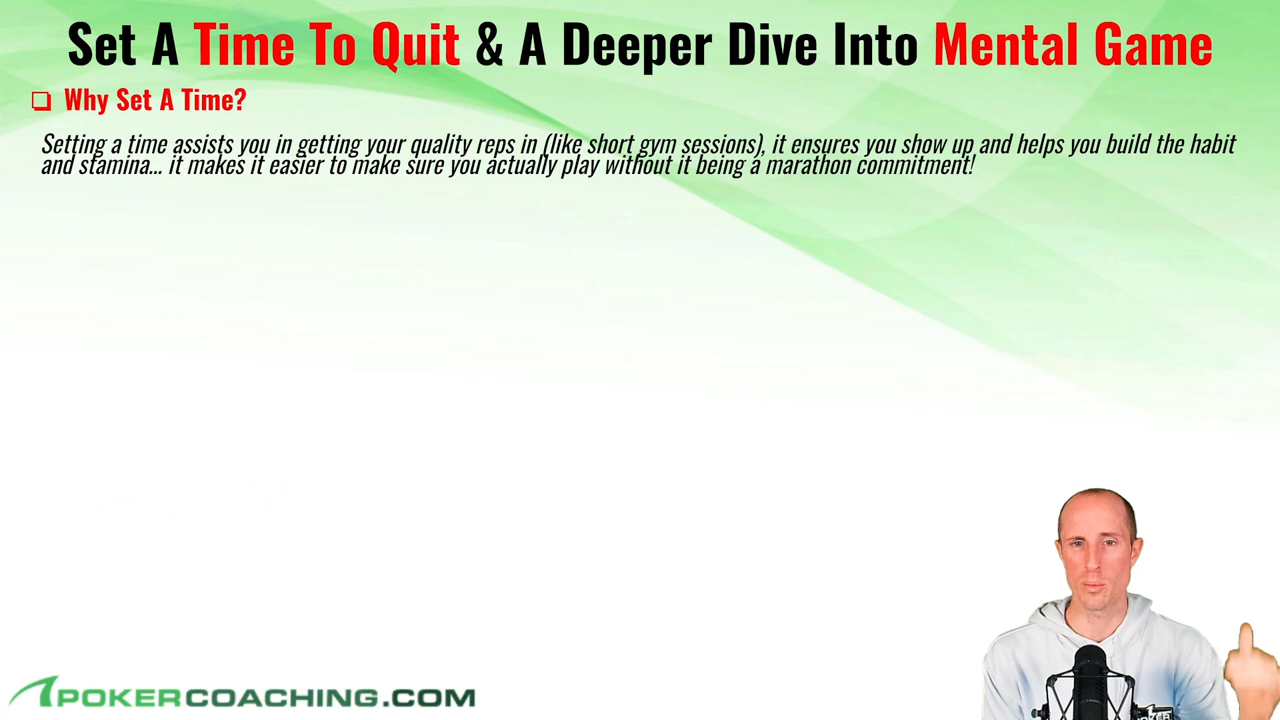 Set A Time To Quit & A Deeper Dive Into Mental Game
Why Set A Time?
Setting a time assists you in getting your quality reps in (like short gym sessions), it ensures you show up and helps you build the habit
and stamina... it makes it easier to make sure you actually play without it being a marathon commitment!
POKERCOACHING.COM